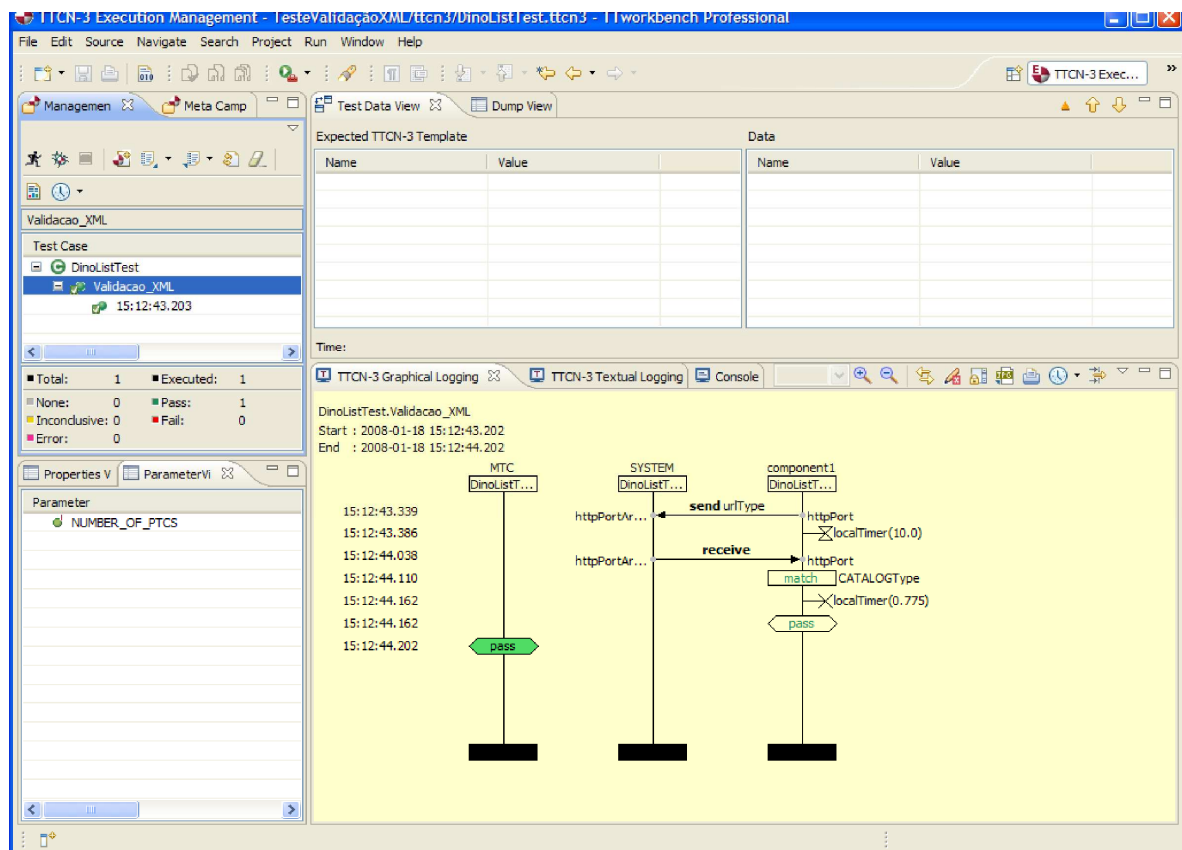 TTCN-3 Execution Management - TesteValidaçãoXML/ttcn3/DinoListTest.ttcn3 - TTworkbench Professional
File Edit Source Navigate Search Project Run Window Help
TTCN-3 Exec...
Managemen
Meta Camp
Validacao_XML
Test Case
DinoListTest
Validacao_XML
15:12:43.203
Total: 1 Executed: 1
None: 0 Pass: 1
Inconclusive: 0 Fail: 0
Error: 0
Properties V
ParameterVi
Parameter
NUMBER_OF_PTCS
Test Data View
Dump View
Expected TTCN-3 Template
Data
Name Value
Name Value
Time:
TTCN-3 Graphical Logging
TTCN-3 Textual Logging
Console
DinoListTest.Validacao_XML
Start : 2008-01-18 15:12:43.202
End : 2008-01-18 15:12:44.202
MTC SYSTEM component1
DinoListT... DinoListT... DinoListT...
15:12:43.339 httpPortAr... send urlType httpPort
15:12:43.386 localTimer(10.0)
15:12:44.038 httpPortAr... receive httpPort
15:12:44.110 match CATALOGType
15:12:44.162 localTimer(0.775)
15:12:44.162 pass
15:12:44.202 pass